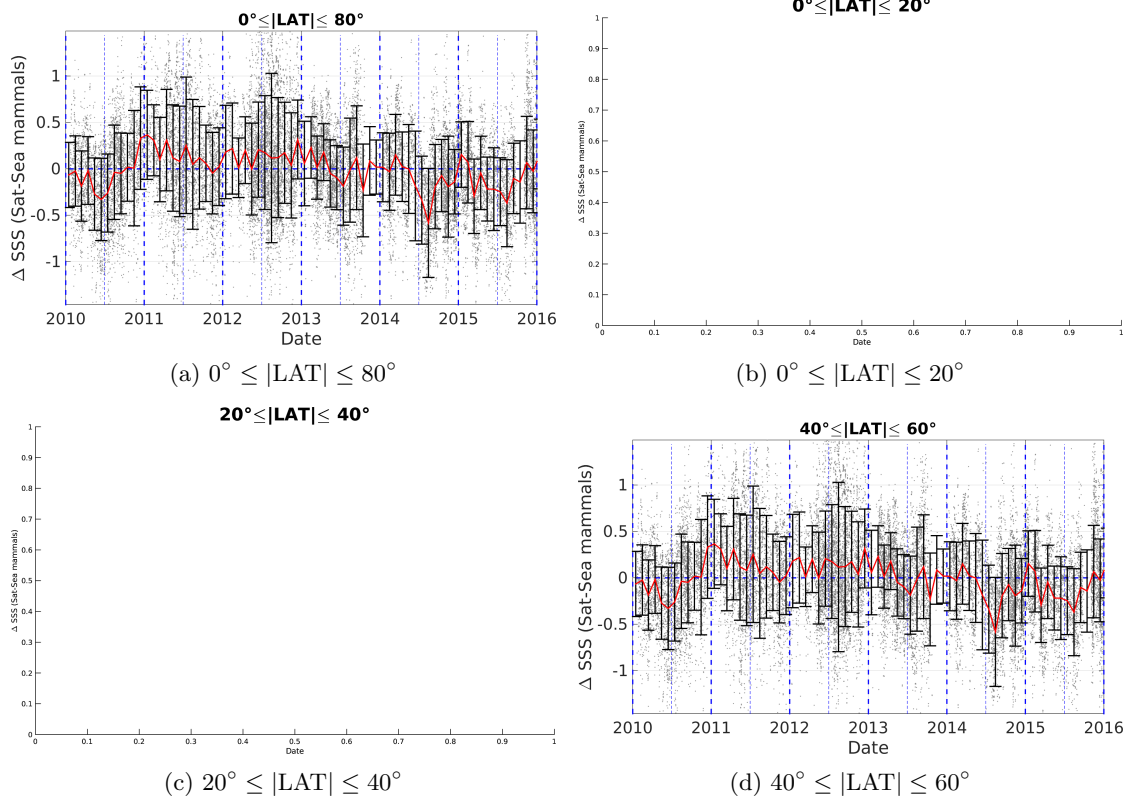 0°≤|LAT|≤ 80°
Δ SSS (Sat-Sea mammals)
1
0.5
0
-0.5
-1
2010 2011 2012 2013 2014 2015 2016
Date
(a) 0° ≤ |LAT| ≤ 80°
0°≤|LAT|≤ 20°
Δ SSS (Sat-Sea mammals)
1
0.9
0.8
0.7
0.6
0.5
0.4
0.3
0.2
0.1
0
0 0.1 0.2 0.3 0.4 0.5 0.6 0.7 0.8 0.9 1
Date
(b) 0° ≤ |LAT| ≤ 20°
20°≤|LAT|≤ 40°
Δ SSS (Sat-Sea mammals)
1
0.9
0.8
0.7
0.6
0.5
0.4
0.3
0.2
0.1
0
0 0.1 0.2 0.3 0.4 0.5 0.6 0.7 0.8 0.9 1
Date
(c) 20° ≤ |LAT| ≤ 40°
40°≤|LAT|≤ 60°
Δ SSS (Sat-Sea mammals)
1
0.5
0
-0.5
-1
2010 2011 2012 2013 2014 2015 2016
Date
(d) 40° ≤ |LAT| ≤ 60°